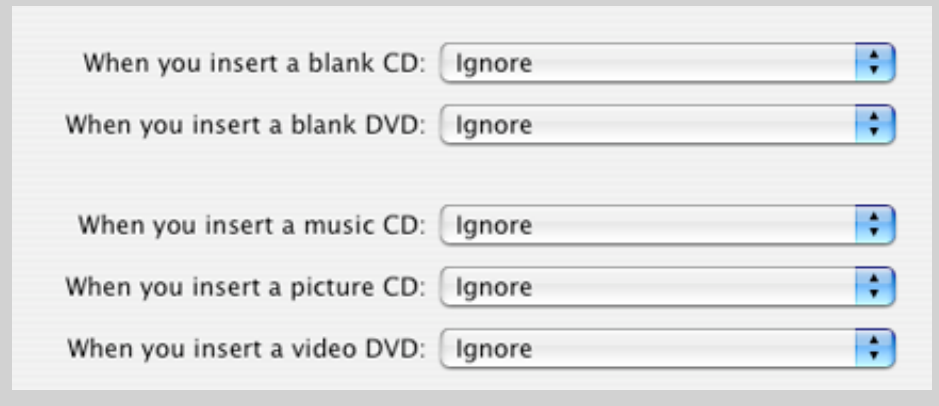 When you insert a blank CD: Ignore
When you insert a blank DVD: Ignore
When you insert a music CD: Ignore
When you insert a picture CD: Ignore
When you insert a video DVD: Ignore